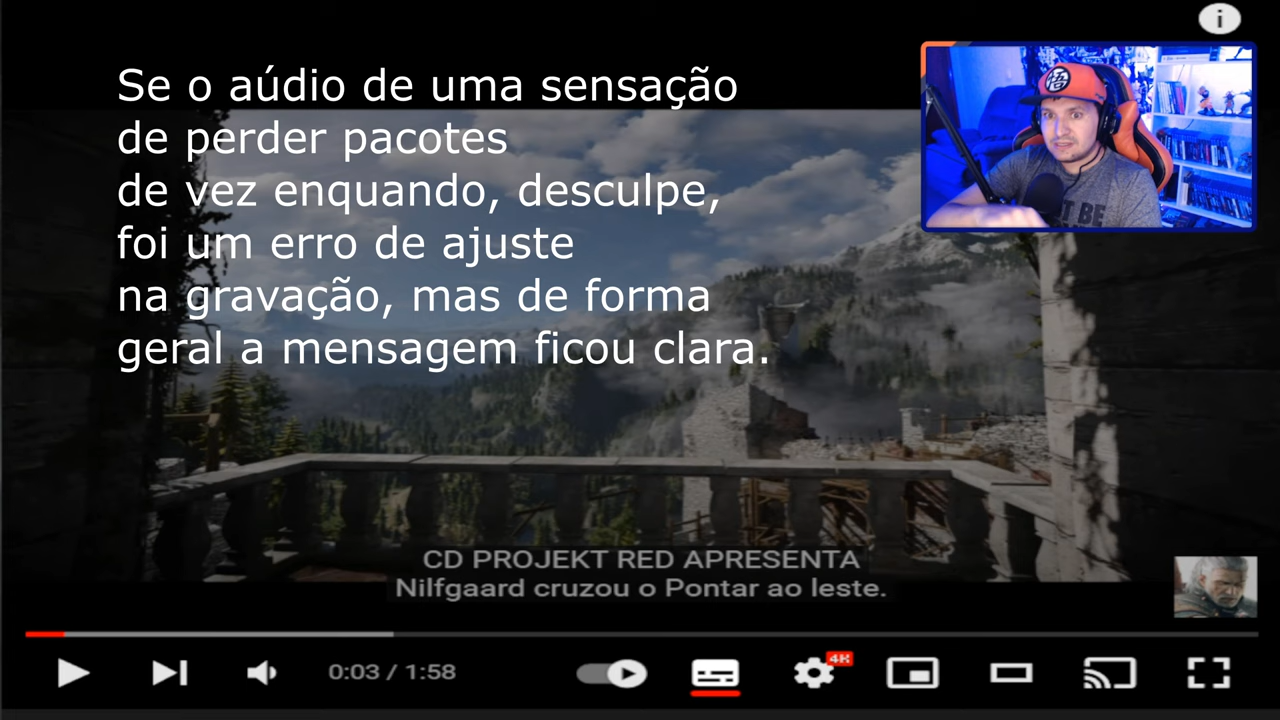 Se o aúdio de uma sensação
de perder pacotes
de vez enquando, desculpe,
foi um erro de ajuste
na gravação, mas de forma
geral a mensagem ficou clara.
悟
T BE
CD PROJEKT RED APRESENTA
Nilfgaard cruzou o Pontar ao leste.
0:03 / 1:58
4K